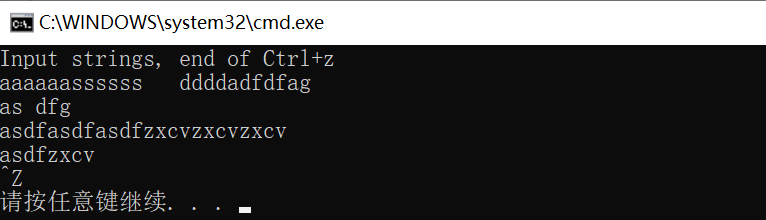 C:\WINDOWS\system32\cmd.exe
Input strings, end of Ctrl+z
aaaaaassssss   ddddadfdfag
as dfg
asdfasdfasdfzxcvzxcvzxcv
asdfzxcv
^Z
请按任意键继续. . .